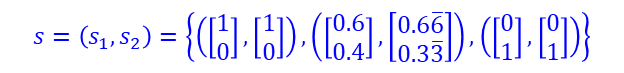 s = (s₁, s₂) = {([1 0], [1 0]), ([0.6 0.4], [0.66̅ 0.33̅]), ([0 1], [0 1])}